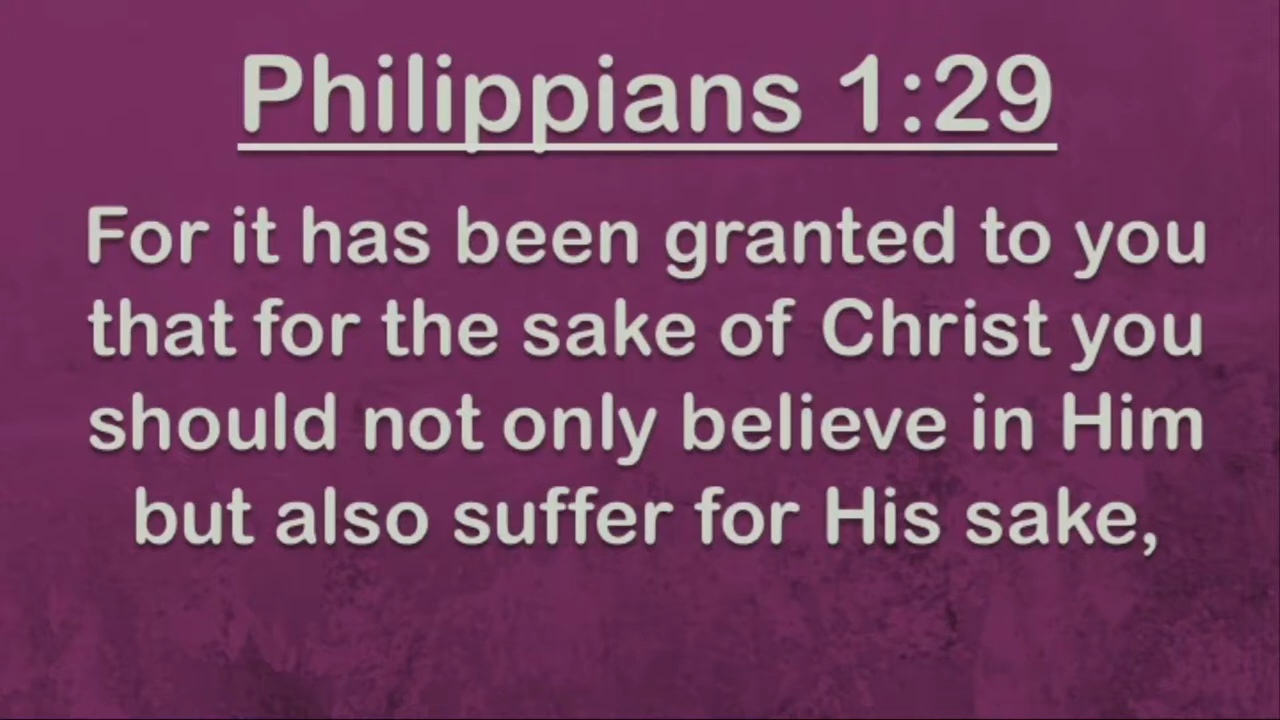 Philippians 1:29
For it has been granted to you
that for the sake of Christ you
should not only believe in Him
but also suffer for His sake,